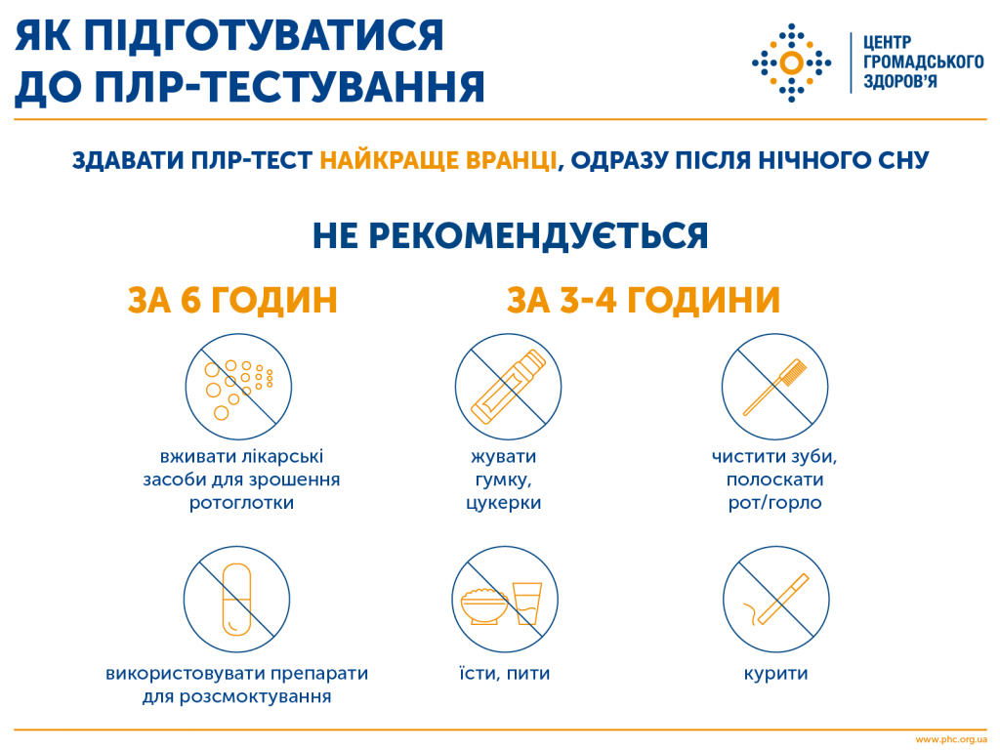 ЯК ПІДГОТУВАТИСЯ
ДО ПЛР-ТЕСТУВАННЯ
ЦЕНТР
ГРОМАДСЬКОГО
ЗДОРОВ'Я
ЗДАВАТИ ПЛР-ТЕСТ НАЙКРАЩЕ ВРАНЦІ, ОДРАЗУ ПІСЛЯ НІЧНОГО СНУ
НЕ РЕКОМЕНДУЄТЬСЯ
ЗА 6 ГОДИН
ЗА 3-4 ГОДИНИ
вживати лікарські
засоби для зрошення
ротоглотки
жувати
гумку,
цукерки
чистити зуби,
полоскати
рот/горло
використовувати препарати
для розсмоктування
їсти, пити
курити
www.phc.org.ua